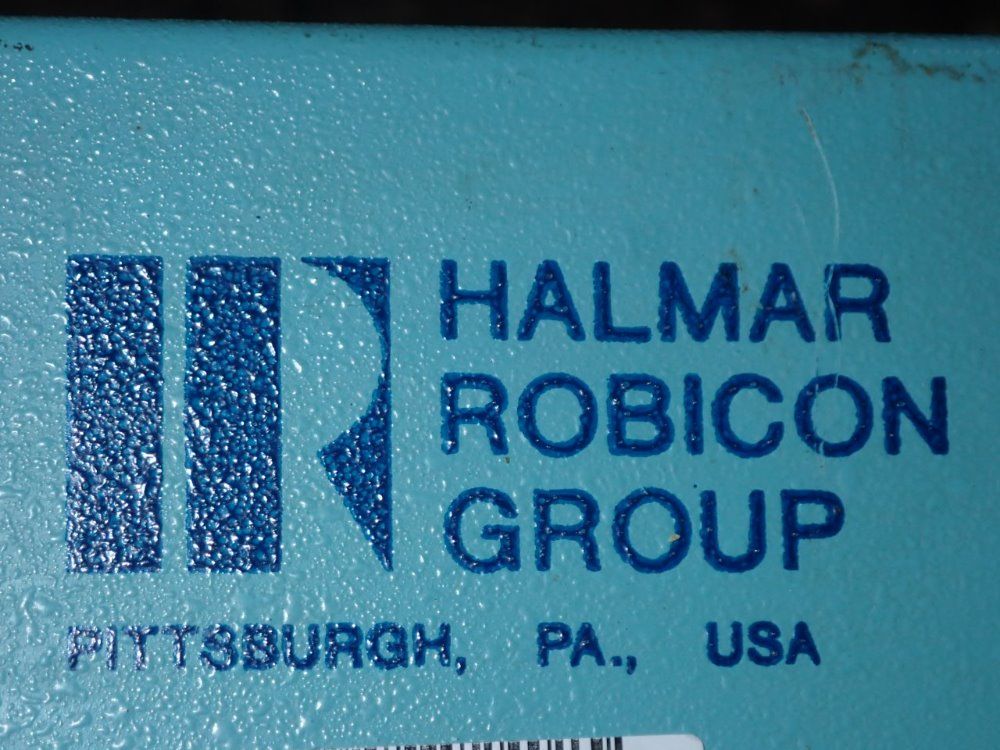 HALMAR
ROBICON
GROUP
PITTSBURGH, PA., USA